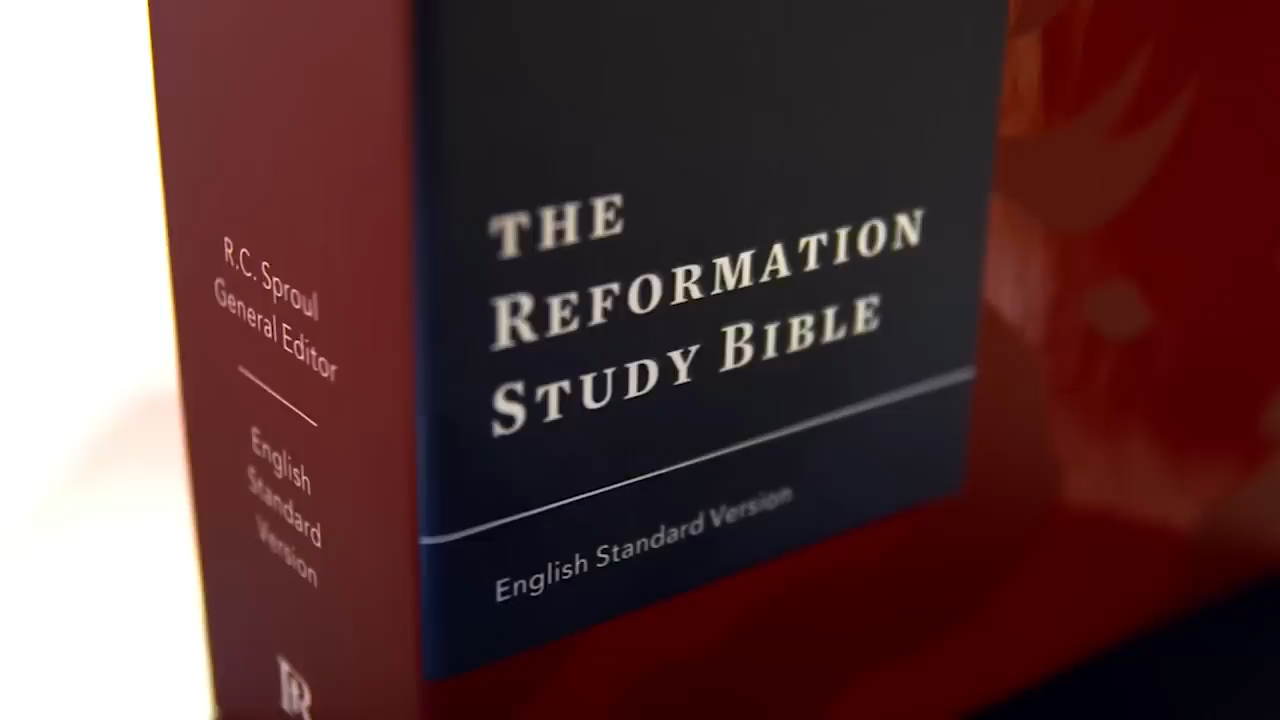 R.C. Sproul
General Editor
English
Standard
Version
THE
REFORMATION
STUDY BIBLE
English Standard Version